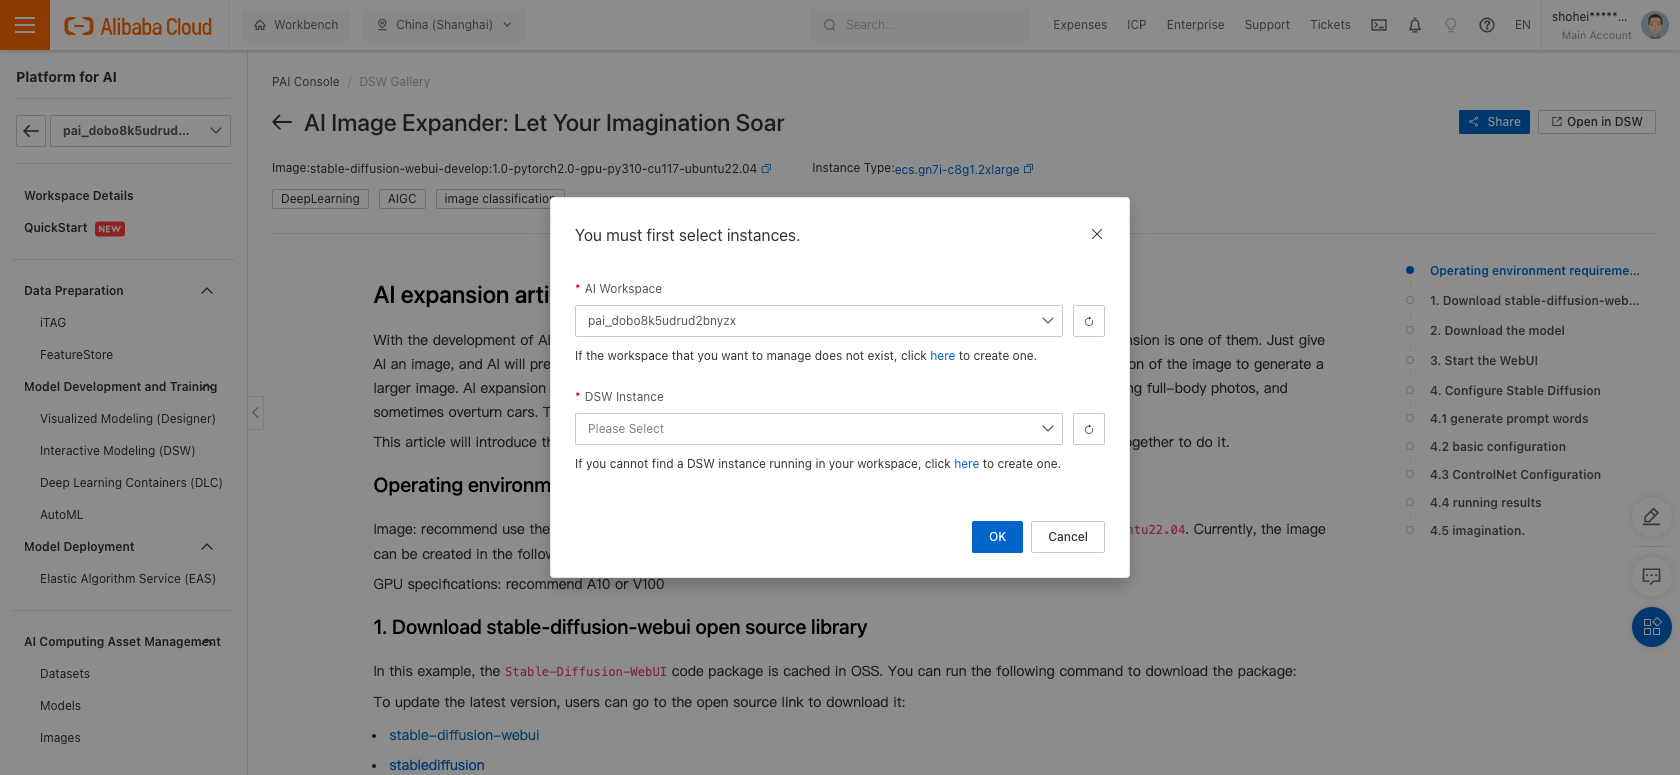 Alibaba Cloud
Workbench
China (Shanghai)
Search...
Expenses
ICP
Enterprise
Support
Tickets
EN
shohei*****...
Main Account
Platform for AI
pai_dobo8k5udrud...
Workspace Details
QuickStart NEW
Data Preparation
iTAG
FeatureStore
Model Development and Training
Visualized Modeling (Designer)
Interactive Modeling (DSW)
Deep Learning Containers (DLC)
AutoML
Model Deployment
Elastic Algorithm Service (EAS)
AI Computing Asset Management
Datasets
Models
Images
PAI Console / DSW Gallery
AI Image Expander: Let Your Imagination Soar
Share
Open in DSW
Image:stable-diffusion-webui-develop:1.0-pytorch2.0-gpu-py310-cu117-ubuntu22.04
Instance Type:ecs.gn7i-c8g1.2xlarge
DeepLearning
AIGC
image classification
You must first select instances.
* AI Workspace
pai_dobo8k5udrud2bnyzx
If the workspace that you want to manage does not exist, click here to create one.
* DSW Instance
Please Select
If you cannot find a DSW instance running in your workspace, click here to create one.
OK
Cancel
AI expansion arti
With the development of AI
nsion is one of them. Just give
AI an image, and AI will pre
on of the image to generate a
larger image. AI expansion
ng full-body photos, and
sometimes overturn cars. T
This article will introduce th
ogether to do it.
Operating environm
Image: recommend use the
untu22.04. Currently, the image
can be created in the follow
GPU specifications: recommend A10 or V100
1. Download stable-diffusion-webui open source library
In this example, the Stable-Diffusion-WebUI code package is cached in OSS. You can run the following command to download the package:
To update the latest version, users can go to the open source link to download it:
• stable-diffusion-webui
• stablediffusion
Operating environment requireme...
1. Download stable-diffusion-web...
2. Download the model
3. Start the WebUI
4. Configure Stable Diffusion
4.1 generate prompt words
4.2 basic configuration
4.3 ControlNet Configuration
4.4 running results
4.5 imagination.